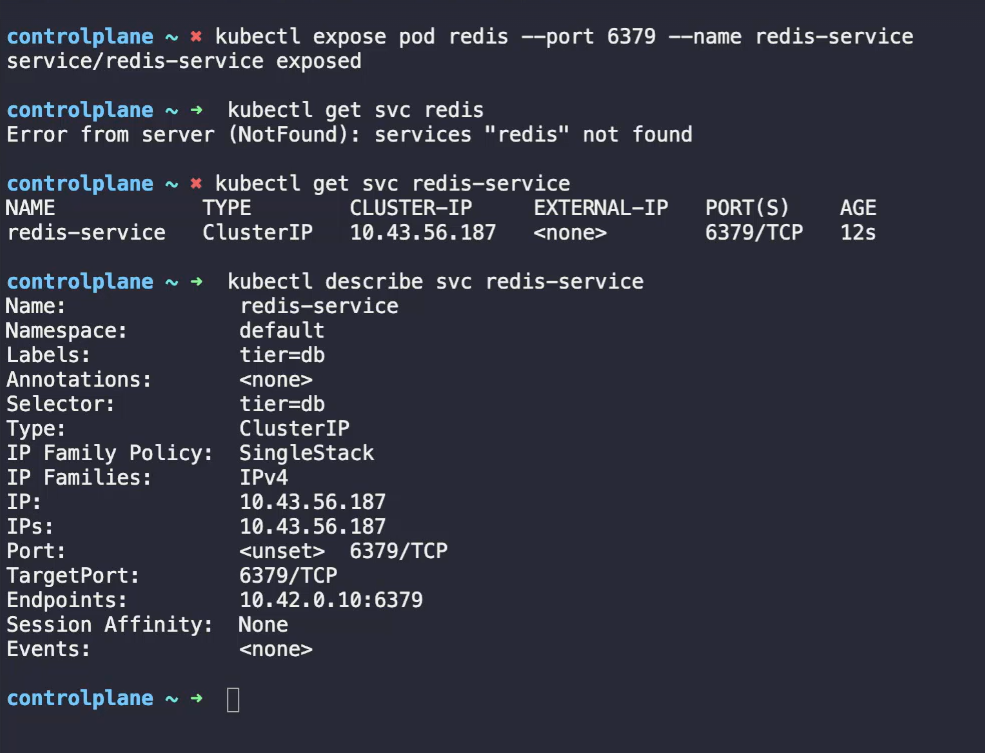 controlplane ~ ✖ kubectl expose pod redis --port 6379 --name redis-service
service/redis-service exposed
controlplane ~ ➜ kubectl get svc redis
Error from server (NotFound): services "redis" not found
controlplane ~ ✖ kubectl get svc redis-service
NAME TYPE CLUSTER-IP EXTERNAL-IP PORT(S) AGE
redis-service ClusterIP 10.43.56.187 <none> 6379/TCP 12s
controlplane ~ ➜ kubectl describe svc redis-service
Name: redis-service
Namespace: default
Labels: tier=db
Annotations: <none>
Selector: tier=db
Type: ClusterIP
IP Family Policy: SingleStack
IP Families: IPv4
IP: 10.43.56.187
IPs: 10.43.56.187
Port: <unset> 6379/TCP
TargetPort: 6379/TCP
Endpoints: 10.42.0.10:6379
Session Affinity: None
Events: <none>
controlplane ~ ➜